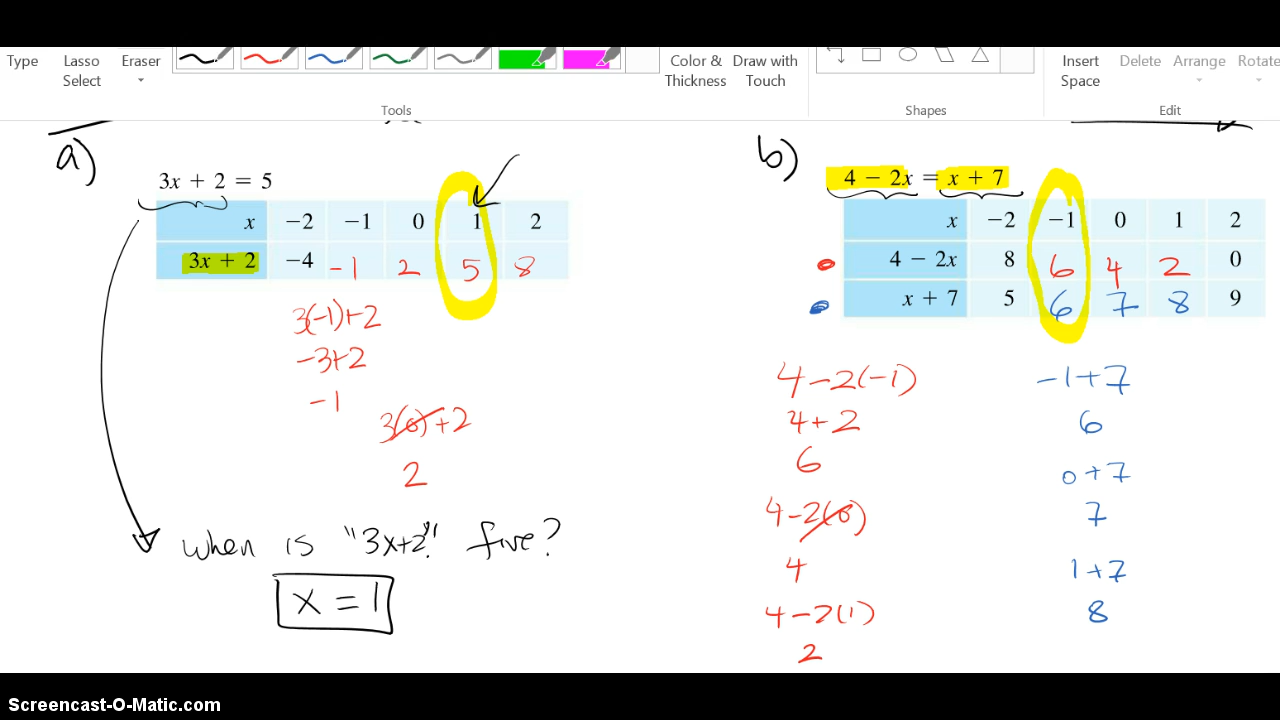 Type
Lasso Select
Eraser
Color & Thickness
Draw with Touch
Insert Space
Delete
Arrange
Rotate
Tools
Shapes
Edit
a)
3x + 2 = 5
x −2 −1 0 1 2
3x + 2 −4 -1 2 5 8
3(-1)+2
-3+2
-1
3(0)+2
2
when is "3x+2" five?
x = 1
b)
4 − 2x = x + 7
x −2 −1 0 1 2
4 − 2x 8 6 4 2 0
x + 7 5 6 7 8 9
4-2(-1)
4+2
6
4-2(0)
4
4-2(1)
2
-1+7
6
0+7
7
1+7
8
Screencast-O-Matic.com